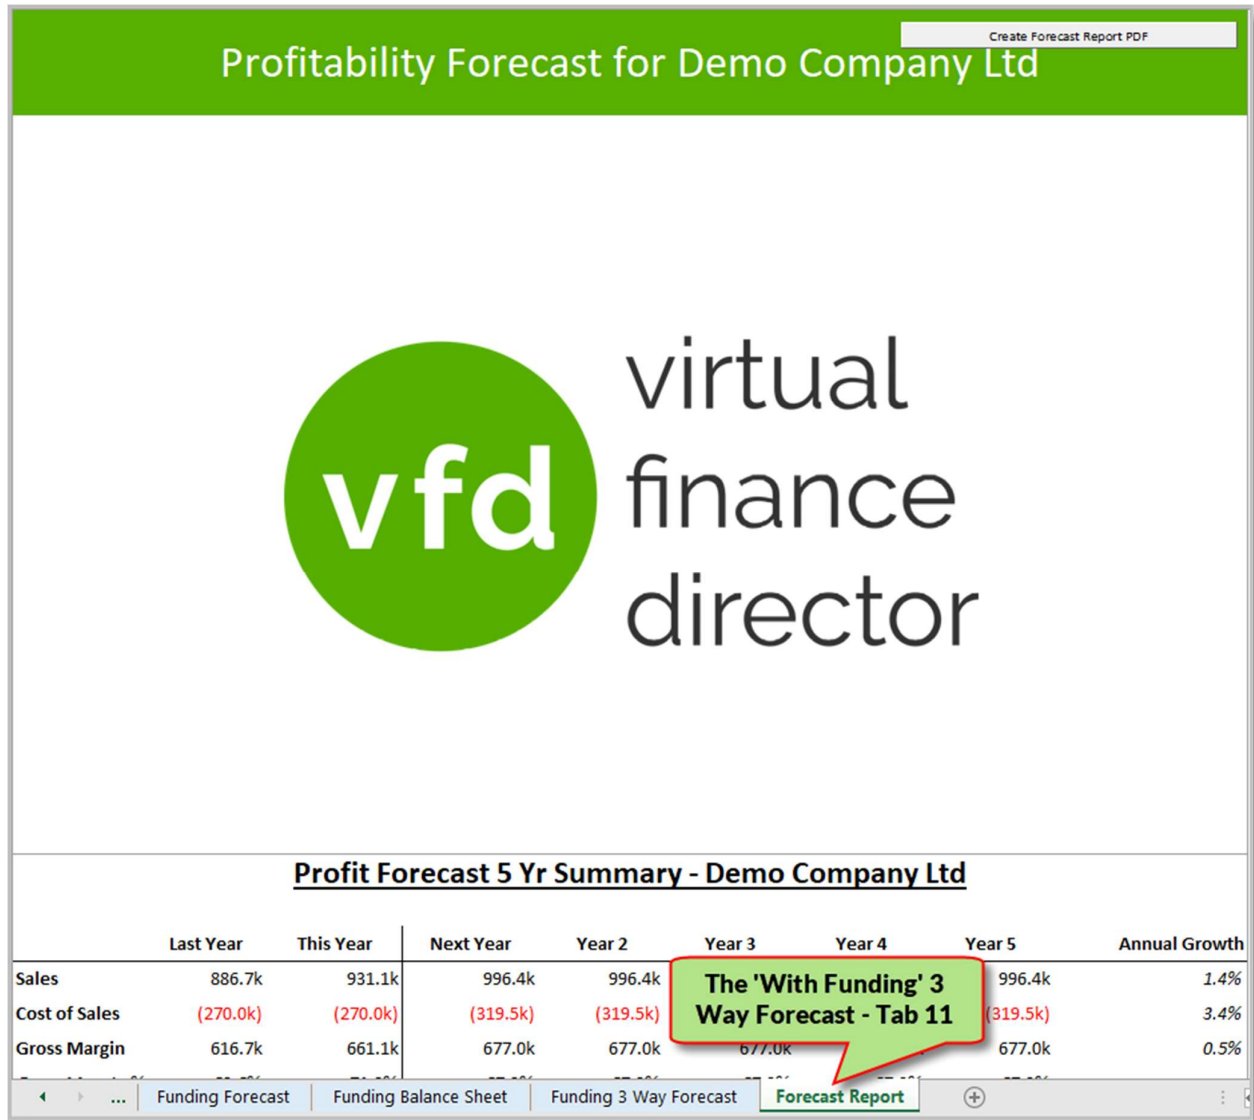 Create Forecast Report PDF
Profitability Forecast for Demo Company Ltd
vfd
virtual
finance
director
Profit Forecast 5 Yr Summary - Demo Company Ltd
Last Year This Year Next Year Year 2 Year 3 Year 4 Year 5 Annual Growth
Sales 886.7k 931.1k 996.4k 996.4k 996.4k 1.4%
Cost of Sales (270.0k) (270.0k) (319.5k) (319.5k) (319.5k) 3.4%
Gross Margin 616.7k 661.1k 677.0k 677.0k 677.0k 677.0k 0.5%
The 'With Funding' 3
Way Forecast - Tab 11
... Funding Forecast Funding Balance Sheet Funding 3 Way Forecast Forecast Report